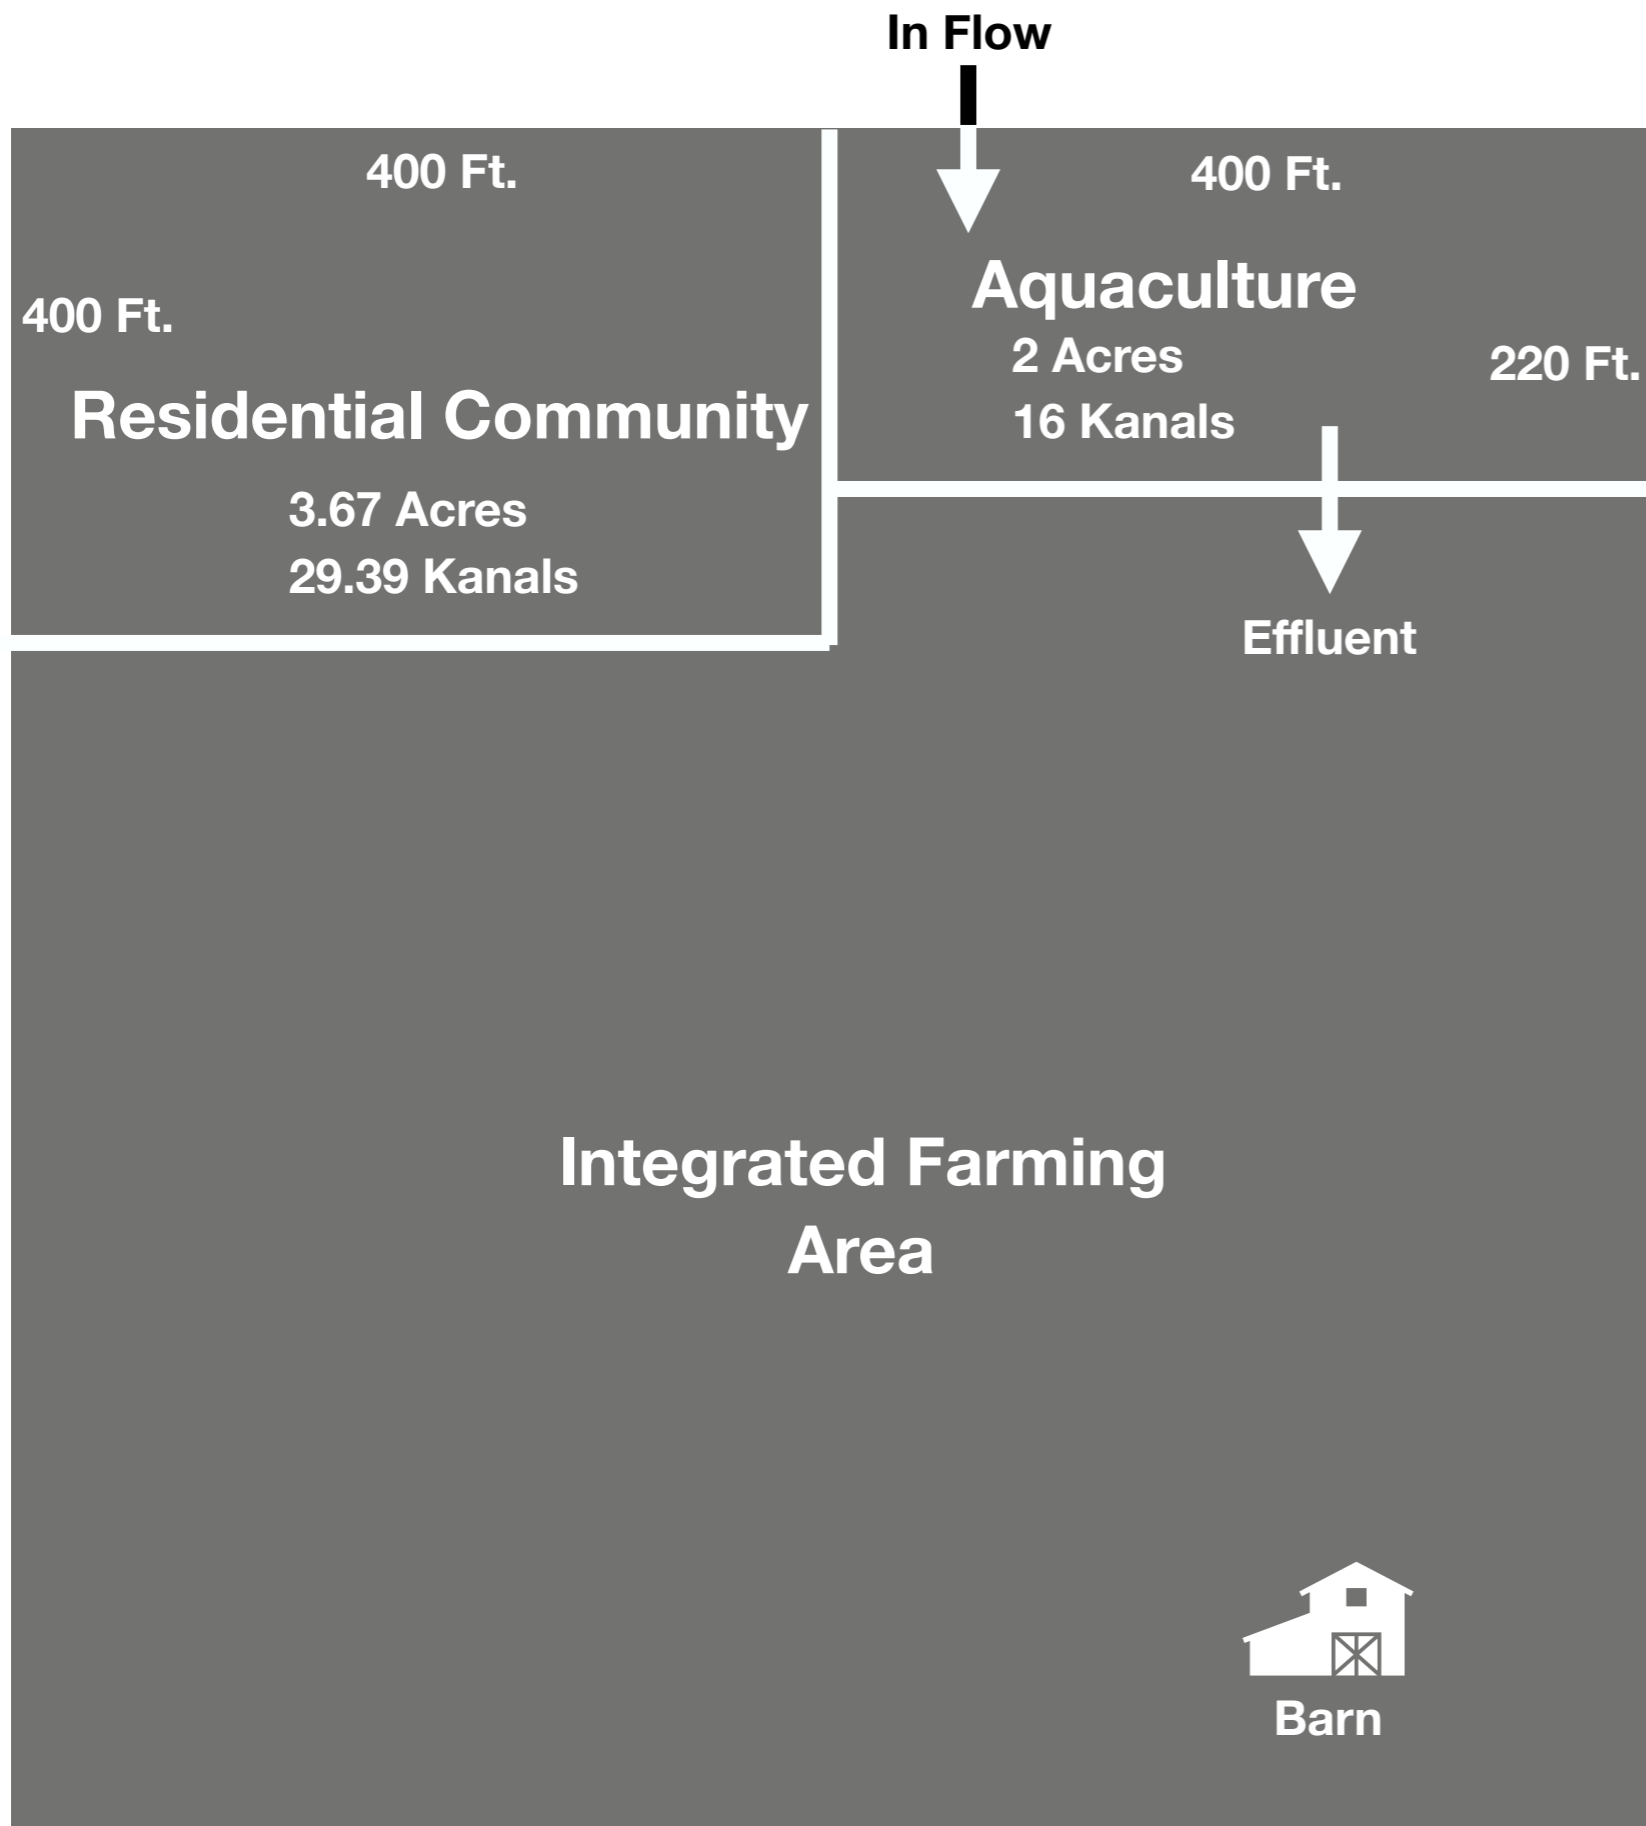 In Flow
400 Ft.
400 Ft.
400 Ft.
Residential Community
3.67 Acres
29.39 Kanals
Aquaculture
2 Acres
16 Kanals
220 Ft.
Effluent
Integrated Farming
Area
Barn